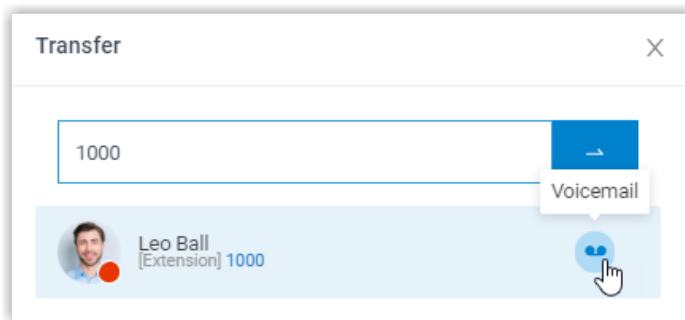 Transfer
1000
Voicemail
Leo Ball
[Extension] 1000